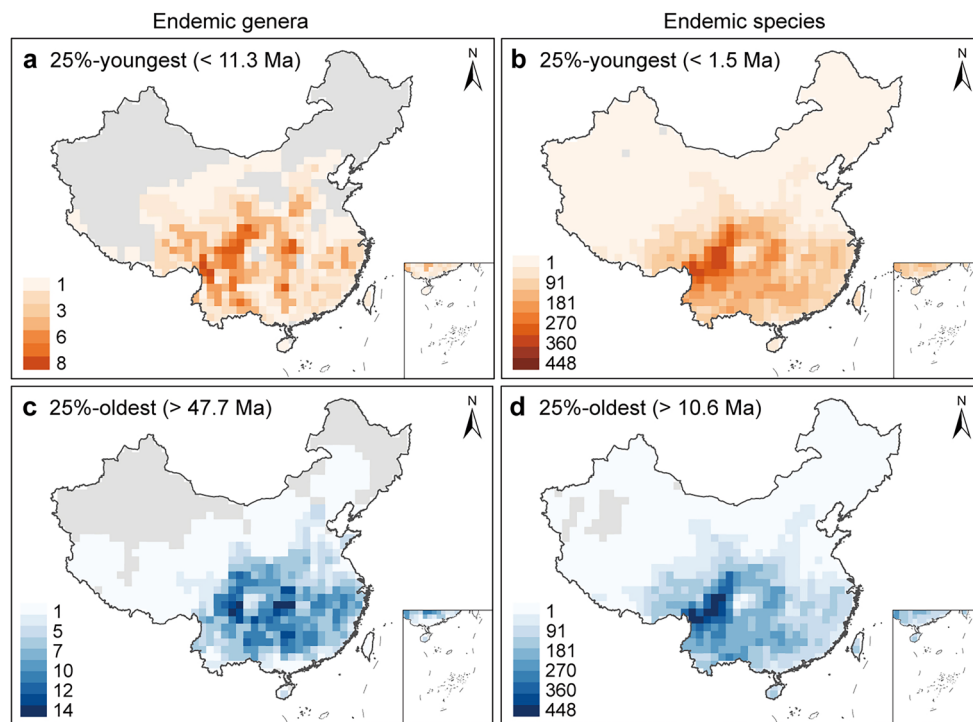 Endemic genera
Endemic species
a 25%-youngest (< 11.3 Ma)
N
1
3
6
8
b 25%-youngest (< 1.5 Ma)
N
1
91
181
270
360
448
c 25%-oldest (> 47.7 Ma)
N
1
5
7
10
12
14
d 25%-oldest (> 10.6 Ma)
N
1
91
181
270
360
448